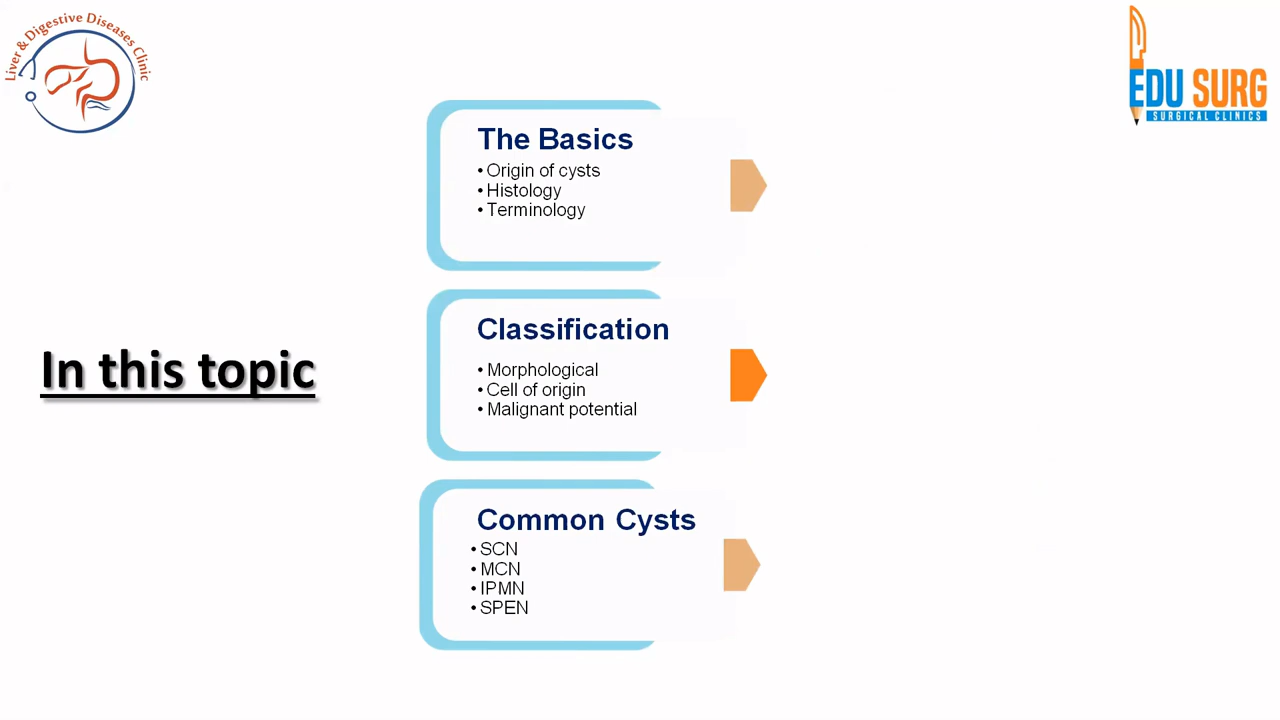 Liver & Digestive Diseases Clinic
EDU SURG
SURGICAL CLINICS
In this topic
The Basics
• Origin of cysts
• Histology
• Terminology
Classification
• Morphological
• Cell of origin
• Malignant potential
Common Cysts
• SCN
• MCN
• IPMN
• SPEN